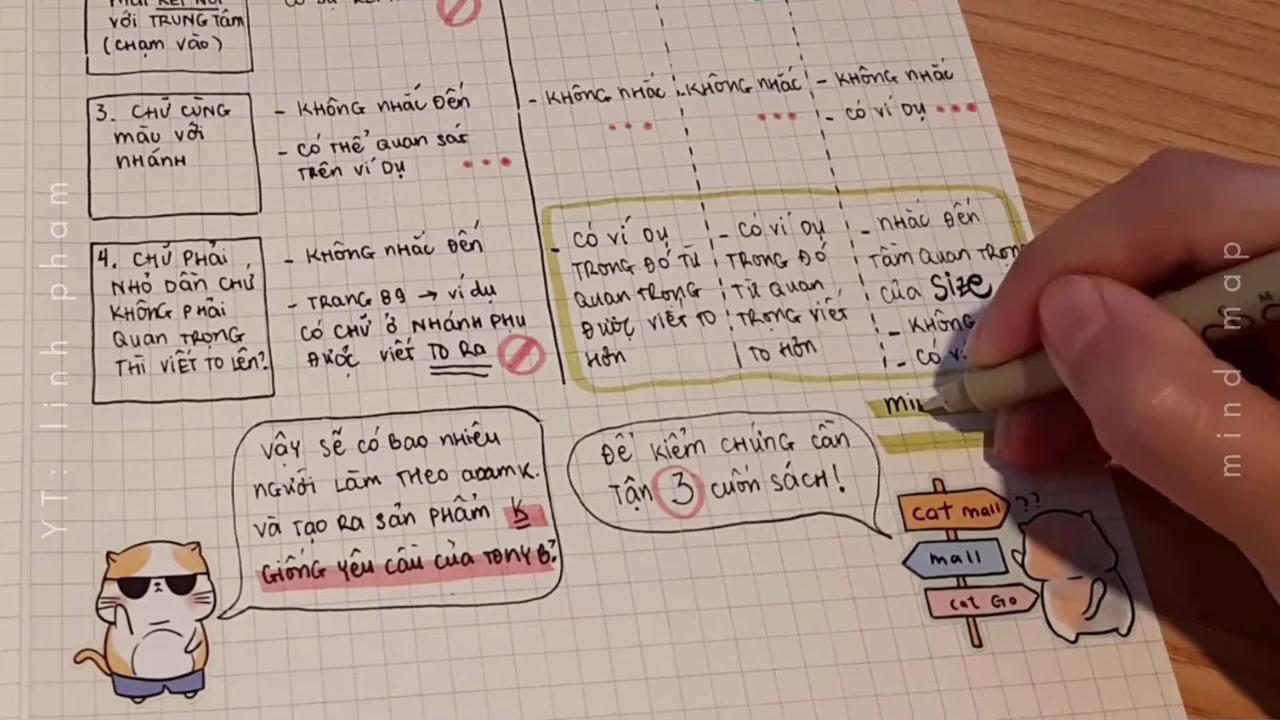 với TRUNG TÂM
(CHẠM VÀO)
3. CHỮ CÙNG
MÀU VỚI
NHÁNH
- KHÔNG NHẮC ĐẾN
- CÓ THỂ QUAN SÁT
TRÊN VÍ DỤ
- KHÔNG NHẮC
- KHÔNG NHẮC
- KHÔNG NHẮC
- CÓ VÍ DỤ
4. CHỮ PHẢI
NHỎ DẦN CHỨ
KHÔNG PHẢI
QUAN TRỌNG
THÌ VIẾT TO LÊN?
- KHÔNG NHẮC ĐẾN
- TRANG 89 → ví dụ
CÓ CHỮ Ở NHÁNH PHỤ
ĐƯỢC VIẾT TO RA
- CÓ VÍ DỤ
TRONG ĐÓ TỪ
QUAN TRỌNG
ĐƯỢC VIẾT TO
HƠN
- CÓ VÍ DỤ
TRONG ĐÓ
TỪ QUAN
TRỌNG VIẾT
TO HƠN
- NHẮC ĐẾN
TẦM QUAN TRỌNG
CỦA Size
- KHÔNG
- CÓ
VẬY SẼ CÓ BAO NHIÊU
NGƯỜI LÀM THEO ADAM K.
VÀ TẠO RA SẢN PHẨM K
GIỐNG YÊU CẦU CỦA TONY B?
ĐỂ KIỂM CHỨNG CẦN
TẬN 3 CUỐN SÁCH!
cat mall
??
mall
cat Go
YT: linh pham
mind map